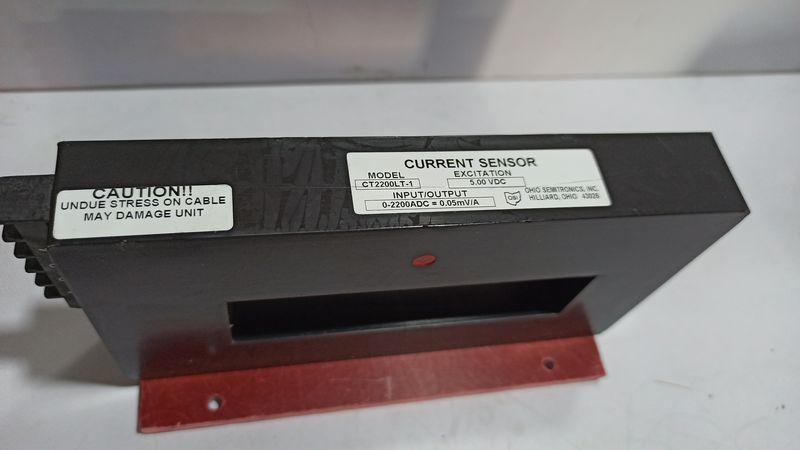 CAUTION!!
UNDUE STRESS ON CABLE
MAY DAMAGE UNIT
CURRENT SENSOR
MODEL EXCITATION
CT2200LT-1 5.00 VDC
INPUT/OUTPUT
0-2200ADC = 0.05mV/A
OSI
OHIO SEMITRONICS, INC.
HILLIARD, OHIO 43026